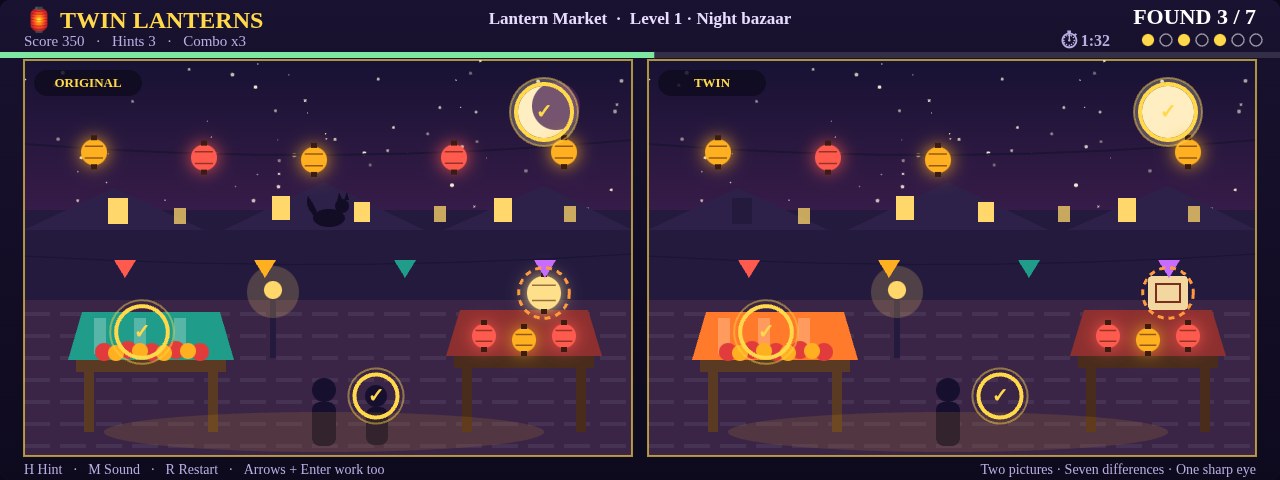 🏮 TWIN LANTERNS
Lantern Market · Level 1 · Night bazaar
FOUND 3 / 7
Score 350 · Hints 3 · Combo x3
⏱ 1:32
ORIGINAL
TWIN
H Hint · M Sound · R Restart · Arrows + Enter work too
Two pictures · Seven differences · One sharp eye